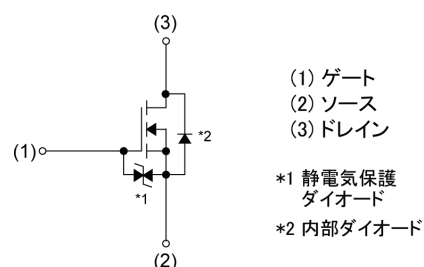 (3)
(1) ゲート
(2) ソース
(3) ドレイン
*2
(1)
*1
*1 静電気保護
ダイオード
*2 内部ダイオード
(2)